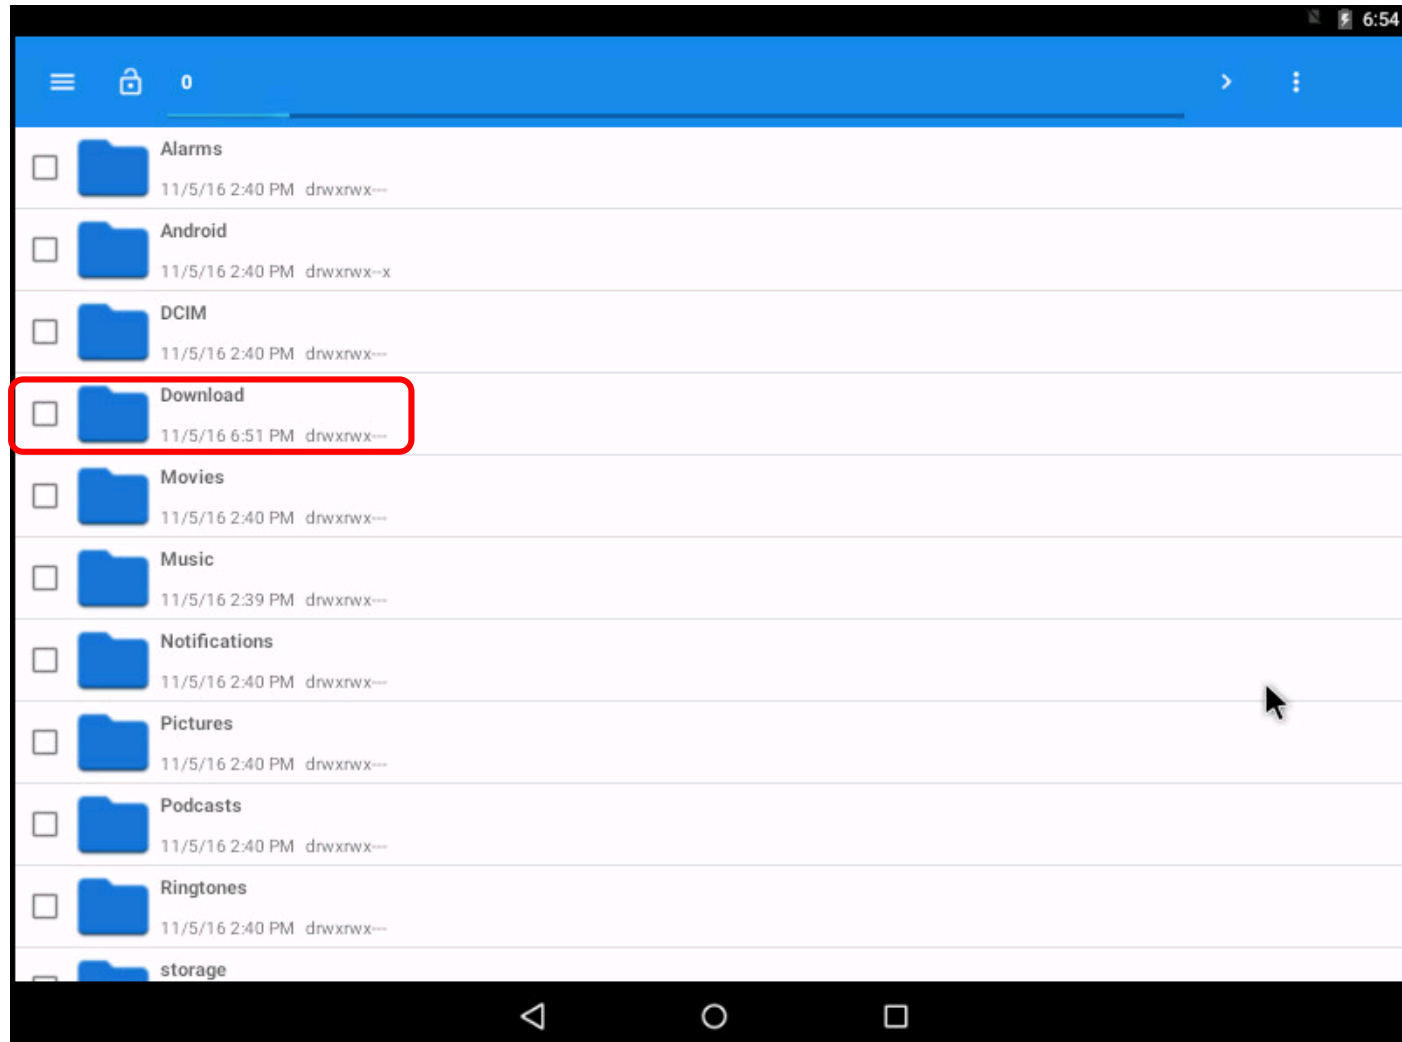 6:54
0
Alarms
11/5/16 2:40 PM drwxrwx---
Android
11/5/16 2:40 PM drwxrwx--x
DCIM
11/5/16 2:40 PM drwxrwx---
Download
11/5/16 6:51 PM drwxrwx---
Movies
11/5/16 2:40 PM drwxrwx---
Music
11/5/16 2:39 PM drwxrwx---
Notifications
11/5/16 2:40 PM drwxrwx---
Pictures
11/5/16 2:40 PM drwxrwx---
Podcasts
11/5/16 2:40 PM drwxrwx---
Ringtones
11/5/16 2:40 PM drwxrwx---
storage